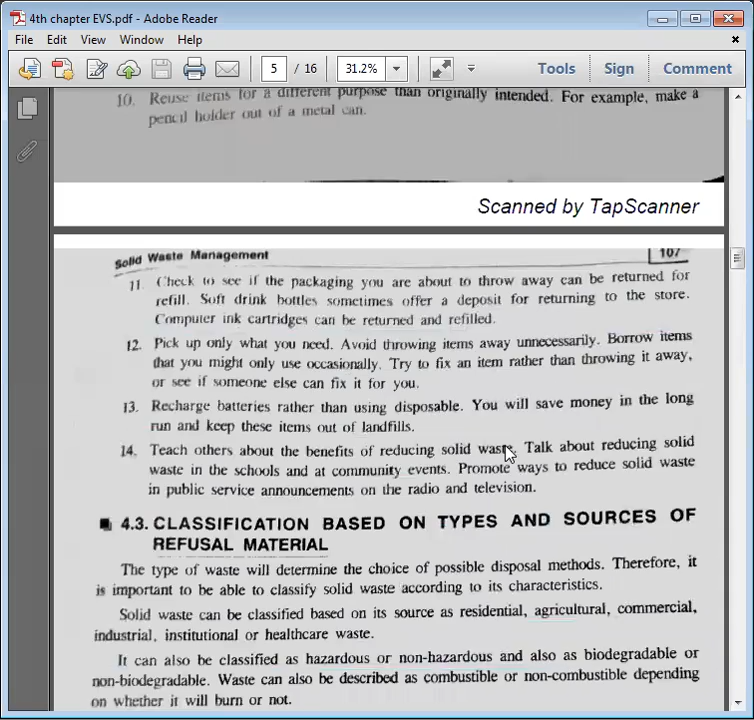 4th chapter EVS.pdf - Adobe Reader
File Edit View Window Help
5 / 16 31.2% Tools Sign Comment
10. Reuse items for a different purpose than originally intended. For example, make a
pencil holder out of a metal can.
Scanned by TapScanner
Solid Waste Management 107
11. Check to see if the packaging you are about to throw away can be returned for
refill. Soft drink bottles sometimes offer a deposit for returning to the store.
Computer ink cartridges can be returned and refilled.
12. Pick up only what you need. Avoid throwing items away unnecessarily. Borrow items
that you might only use occasionally. Try to fix an item rather than throwing it away,
or see if someone else can fix it for you.
13. Recharge batteries rather than using disposable. You will save money in the long
run and keep these items out of landfills.
14. Teach others about the benefits of reducing solid waste. Talk about reducing solid
waste in the schools and at community events. Promote ways to reduce solid waste
in public service announcements on the radio and television.
4.3. CLASSIFICATION BASED ON TYPES AND SOURCES OF
REFUSAL MATERIAL
The type of waste will determine the choice of possible disposal methods. Therefore, it
is important to be able to classify solid waste according to its characteristics.
Solid waste can be classified based on its source as residential, agricultural, commercial,
industrial, institutional or healthcare waste.
It can also be classified as hazardous or non-hazardous and also as biodegradable or
non-biodegradable. Waste can also be described as combustible or non-combustible depending
on whether it will burn or not.